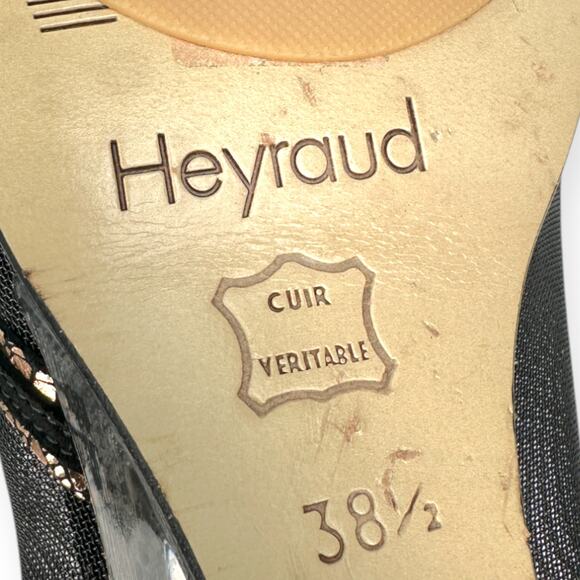 Heyraud
CUIR
VERITABLE
38½